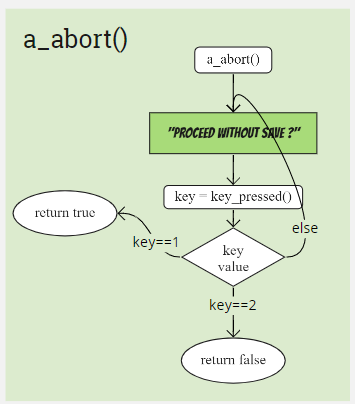 a_abort()
a_abort()
"PROCEED WITHOUT SAVE ?"
key = key_pressed()
return true
key==1
key
value
else
key==2
return false